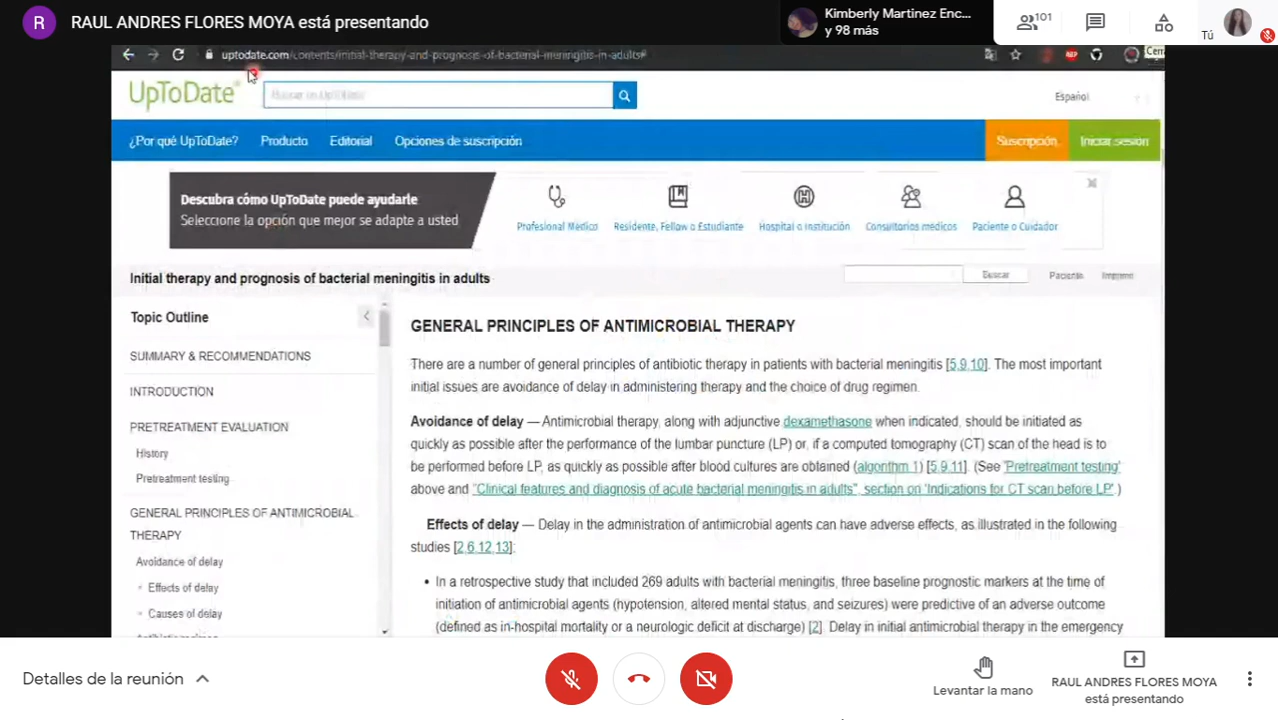 R
RAUL ANDRES FLORES MOYA está presentando
Kimberly Martinez Enc...
y 98 más
101
Tú
uptodate.com/contents/initial-therapy-and-prognosis-of-bacterial-meningitis-in-adults#
Cerra
UpToDate®
Buscar en UpToDate
Español
¿Por qué UpToDate?
Producto
Editorial
Opciones de suscripción
Suscripción
Iniciar sesión
Descubra cómo UpToDate puede ayudarle
Seleccione la opción que mejor se adapte a usted
Profesional Médico
Residente, Fellow o Estudiante
Hospital o Institución
Consultorios médicos
Paciente o Cuidador
Initial therapy and prognosis of bacterial meningitis in adults
Buscar
Paciente
Imprimir
Topic Outline
SUMMARY & RECOMMENDATIONS
INTRODUCTION
PRETREATMENT EVALUATION
History
Pretreatment testing
GENERAL PRINCIPLES OF ANTIMICROBIAL
THERAPY
Avoidance of delay
Effects of delay
Causes of delay
GENERAL PRINCIPLES OF ANTIMICROBIAL THERAPY
There are a number of general principles of antibiotic therapy in patients with bacterial meningitis [5,9,10]. The most important
initial issues are avoidance of delay in administering therapy and the choice of drug regimen.
Avoidance of delay — Antimicrobial therapy, along with adjunctive dexamethasone when indicated, should be initiated as
quickly as possible after the performance of the lumbar puncture (LP) or, if a computed tomography (CT) scan of the head is to
be performed before LP, as quickly as possible after blood cultures are obtained (algorithm 1) [5,9,11]. (See 'Pretreatment testing'
above and "Clinical features and diagnosis of acute bacterial meningitis in adults", section on 'Indications for CT scan before LP'.)
Effects of delay — Delay in the administration of antimicrobial agents can have adverse effects, as illustrated in the following
studies [2,6,12,13]:
• In a retrospective study that included 269 adults with bacterial meningitis, three baseline prognostic markers at the time of
initiation of antimicrobial agents (hypotension, altered mental status, and seizures) were predictive of an adverse outcome
(defined as in-hospital mortality or a neurologic deficit at discharge) [2]. Delay in initial antimicrobial therapy in the emergency
Detalles de la reunión
Levantar la mano
RAUL ANDRES FLORES MOYA
está presentando